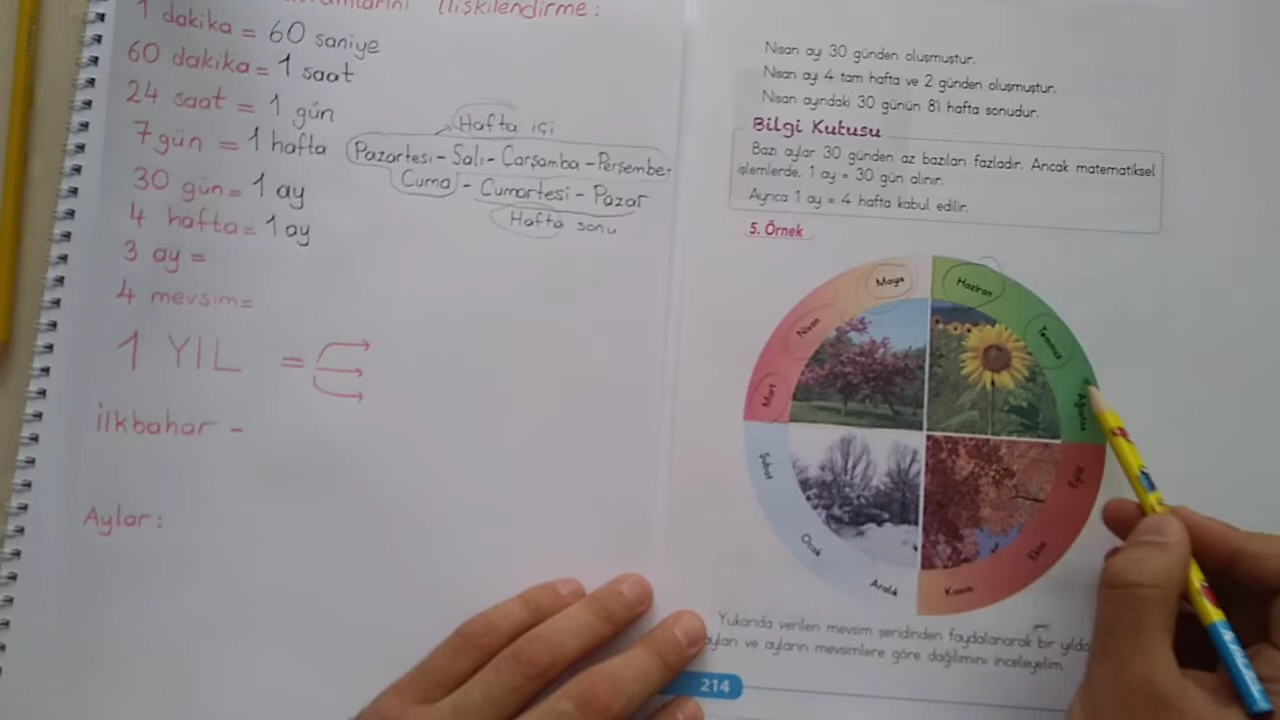 İlişkilendirme:
1 dakika = 60 saniye
60 dakika = 1 saat
24 saat = 1 gün
7 gün = 1 hafta
30 gün = 1 ay
4 hafta = 1 ay
3 ay =
4 mevsim=
1 YIL =
İlkbahar -
Aylar:
Hafta içi
Pazartesi - Salı - Çarşamba - Perşembe -
Cuma - Cumartesi - Pazar
Hafta sonu
Nisan ayı 30 günden oluşmuştur.
Nisan ayı 4 tam hafta ve 2 günden oluşmuştur.
Nisan ayındaki 30 günün 8'i hafta sonudur.
Bilgi Kutusu
Bazı aylar 30 günden az bazıları fazladır. Ancak matematiksel
işlemlerde, 1 ay = 30 gün alınır.
Ayrıca 1 ay = 4 hafta kabul edilir.
5. Örnek
Mayıs
Haziran
Nisan
Temmuz
Mart
Ağustos
Şubat
Eylül
Ocak
Ekim
Aralık
Kasım
Yukarıda verilen mevsim şeridinden faydalanarak bir yılda
ayları ve ayların mevsimlere göre dağılımını inceleyelim.
214